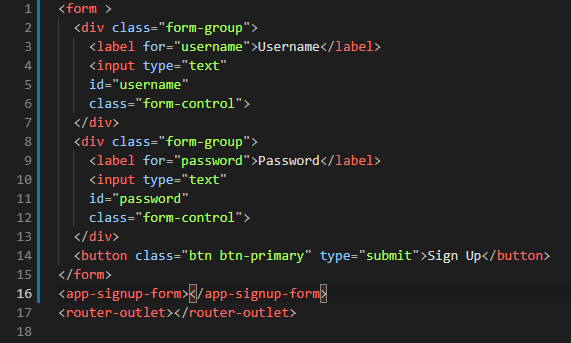 1 <form >
2 <div class="form-group">
3 <label for="username">Username</label>
4 <input type="text"
5 id="username"
6 class="form-control">
7 </div>
8 <div class="form-group">
9 <label for="password">Password</label>
10 <input type="text"
11 id="password"
12 class="form-control">
13 </div>
14 <button class="btn btn-primary" type="submit">Sign Up</button>
15 </form>
16 <app-signup-form></app-signup-form>
17 <router-outlet></router-outlet>
18